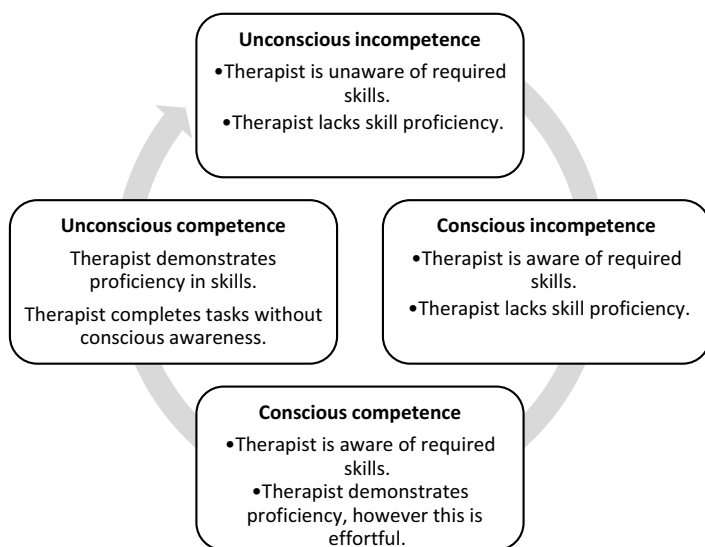 Unconscious incompetence
•Therapist is unaware of required
skills.
•Therapist lacks skill proficiency.
Unconscious competence
Therapist demonstrates
proficiency in skills.
Therapist completes tasks without
conscious awareness.
Conscious incompetence
•Therapist is aware of required
skills.
•Therapist lacks skill proficiency.
Conscious competence
•Therapist is aware of required
skills.
•Therapist demonstrates
proficiency, however this is
effortful.